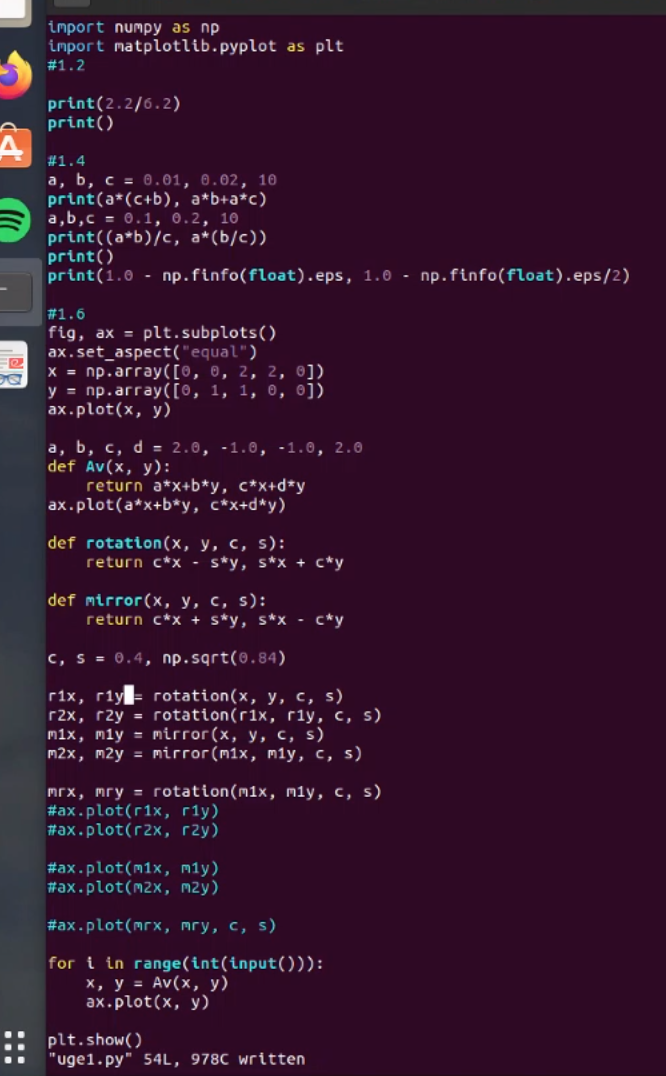 import numpy as np
import matplotlib.pyplot as plt
#1.2
print(2.2/6.2)
print()
#1.4
a, b, c = 0.01, 0.02, 10
print(a*(c+b), a*b+a*c)
a,b,c = 0.1, 0.2, 10
print((a*b)/c, a*(b/c))
print()
print(1.0 - np.finfo(float).eps, 1.0 - np.finfo(float).eps/2)
#1.6
fig, ax = plt.subplots()
ax.set_aspect("equal")
x = np.array([0, 0, 2, 2, 0])
y = np.array([0, 1, 1, 0, 0])
ax.plot(x, y)
a, b, c, d = 2.0, -1.0, -1.0, 2.0
def Av(x, y):
    return a*x+b*y, c*x+d*y
ax.plot(a*x+b*y, c*x+d*y)
def rotation(x, y, c, s):
    return c*x - s*y, s*x + c*y
def mirror(x, y, c, s):
    return c*x + s*y, s*x - c*y
c, s = 0.4, np.sqrt(0.84)
r1x, r1y = rotation(x, y, c, s)
r2x, r2y = rotation(r1x, r1y, c, s)
m1x, m1y = mirror(x, y, c, s)
m2x, m2y = mirror(m1x, m1y, c, s)
mrx, mry = rotation(m1x, m1y, c, s)
#ax.plot(r1x, r1y)
#ax.plot(r2x, r2y)
#ax.plot(m1x, m1y)
#ax.plot(m2x, m2y)
#ax.plot(mrx, mry, c, s)
for i in range(int(input())):
    x, y = Av(x, y)
    ax.plot(x, y)
plt.show()
"uge1.py" 54L, 978C written